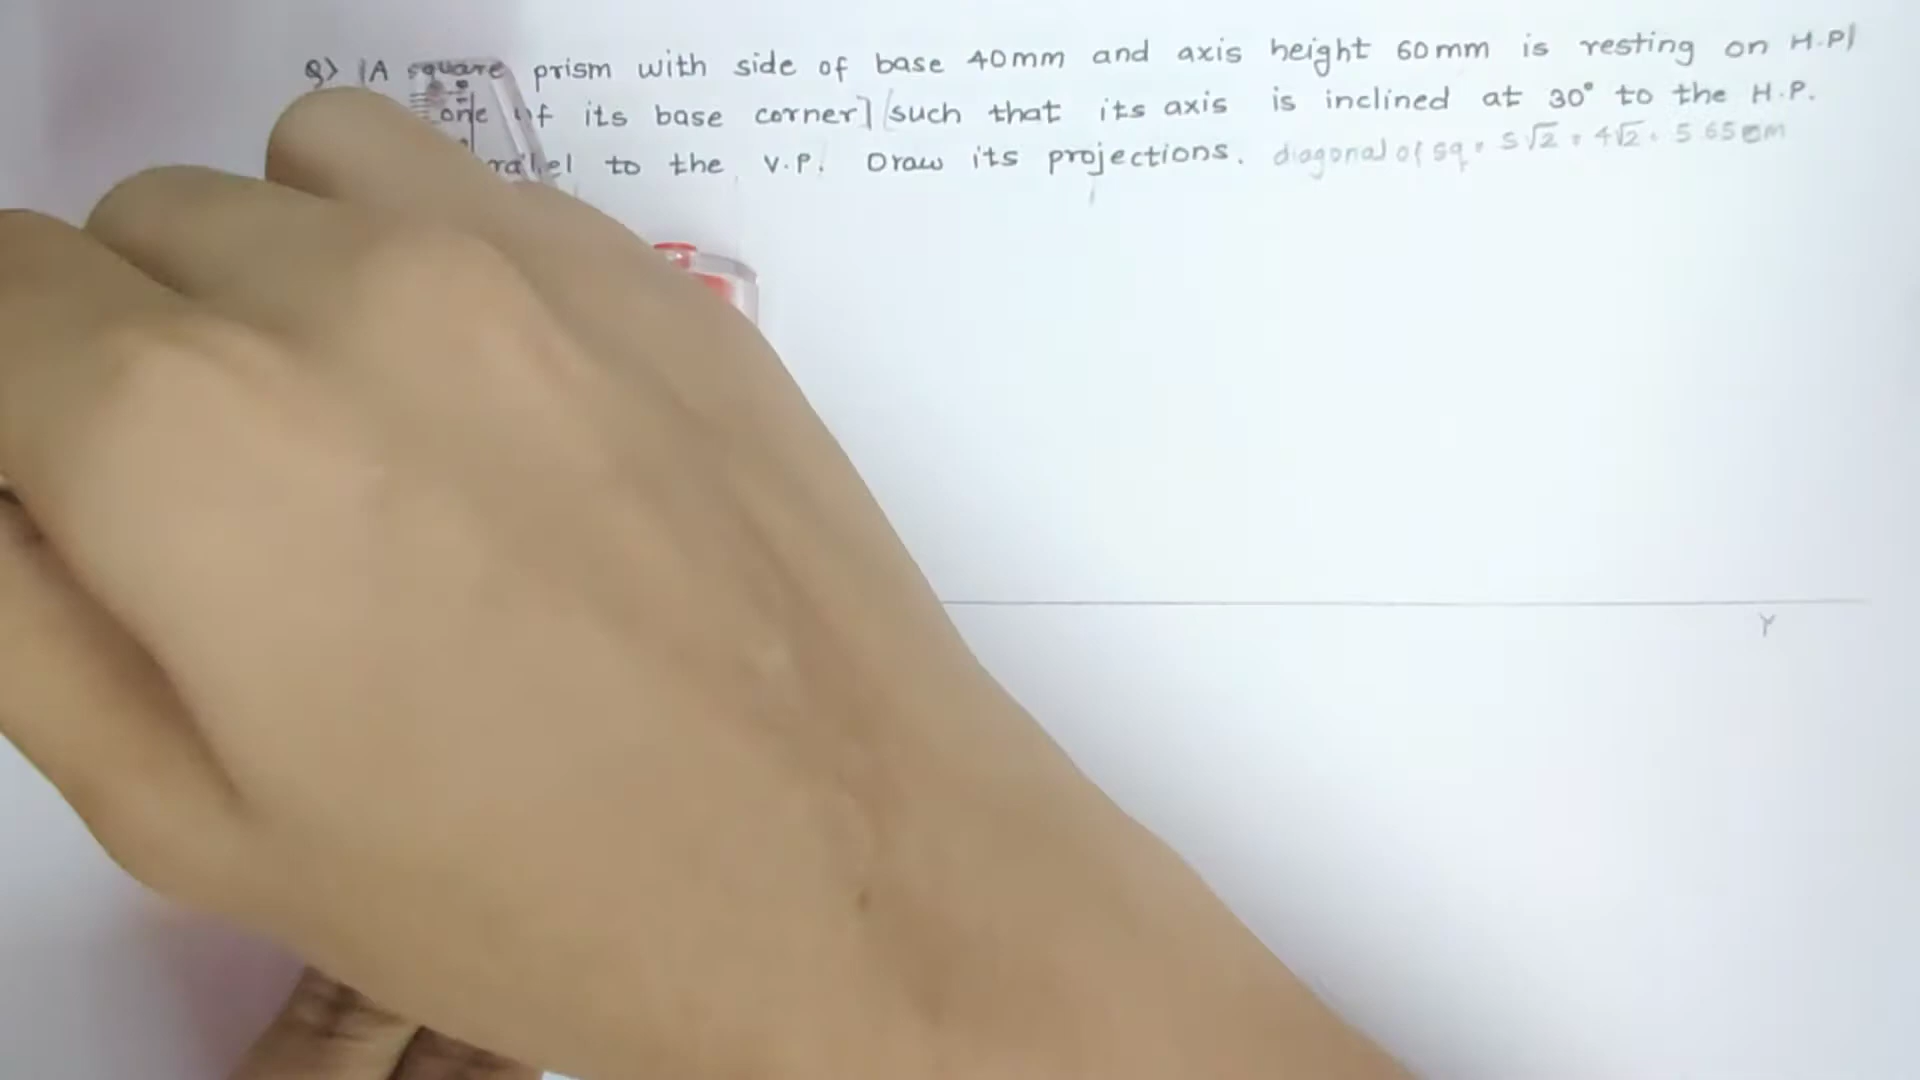 Q> A square prism with side of base 40mm and axis height 60mm is resting on H.P
one of its base corner] [such that its axis is inclined at 30° to the H.P.
to the V.P. Draw its projections. diagonal of sq = S√2 = 4√2 = 5.65cm
Y